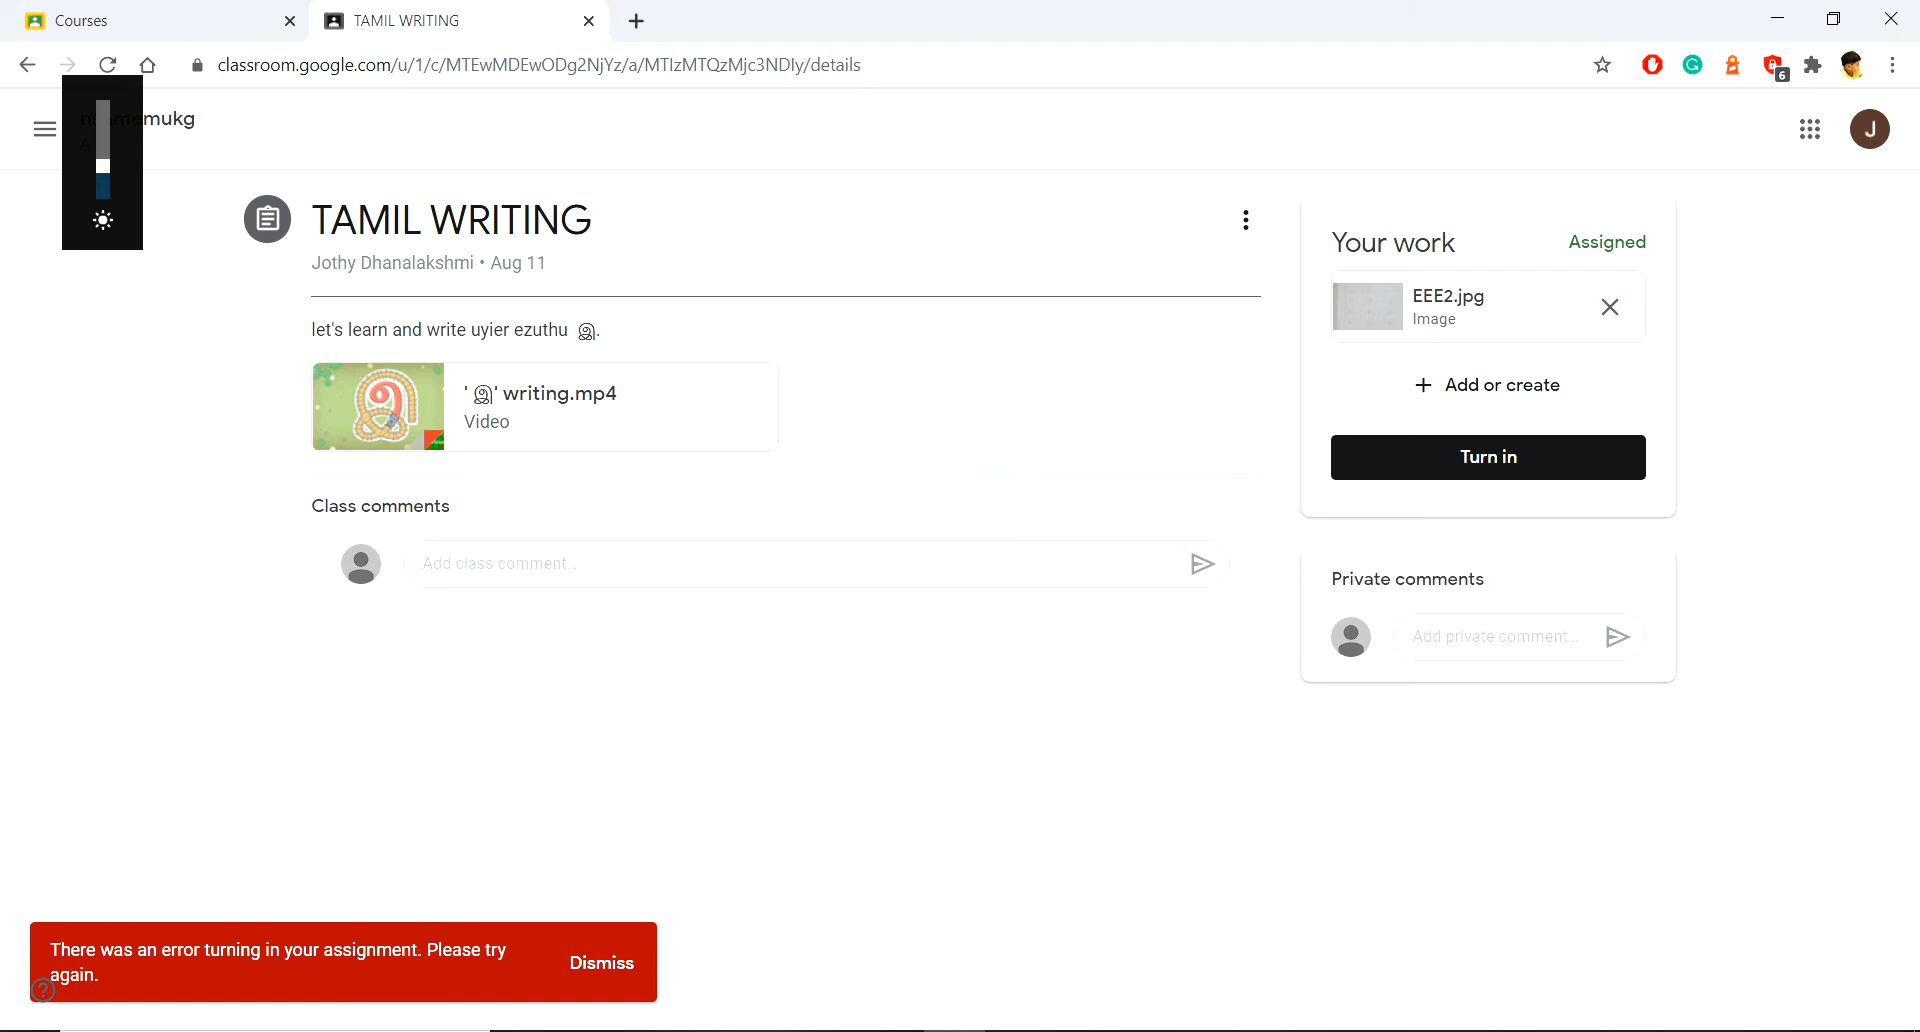 Courses
TAMIL WRITING
classroom.google.com/u/1/c/MTEwMDEwODg2NjYz/a/MTIzMTQzMjc3NDIy/details
6
memukg
J
TAMIL WRITING
Jothy Dhanalakshmi • Aug 11
let's learn and write uyier ezuthu இ.
இ
' இ' writing.mp4
Video
Class comments
Add class comment...
Your work
Assigned
EEE2.jpg
Image
+ Add or create
Turn in
Private comments
Add private comment...
There was an error turning in your assignment. Please try
again.
Dismiss